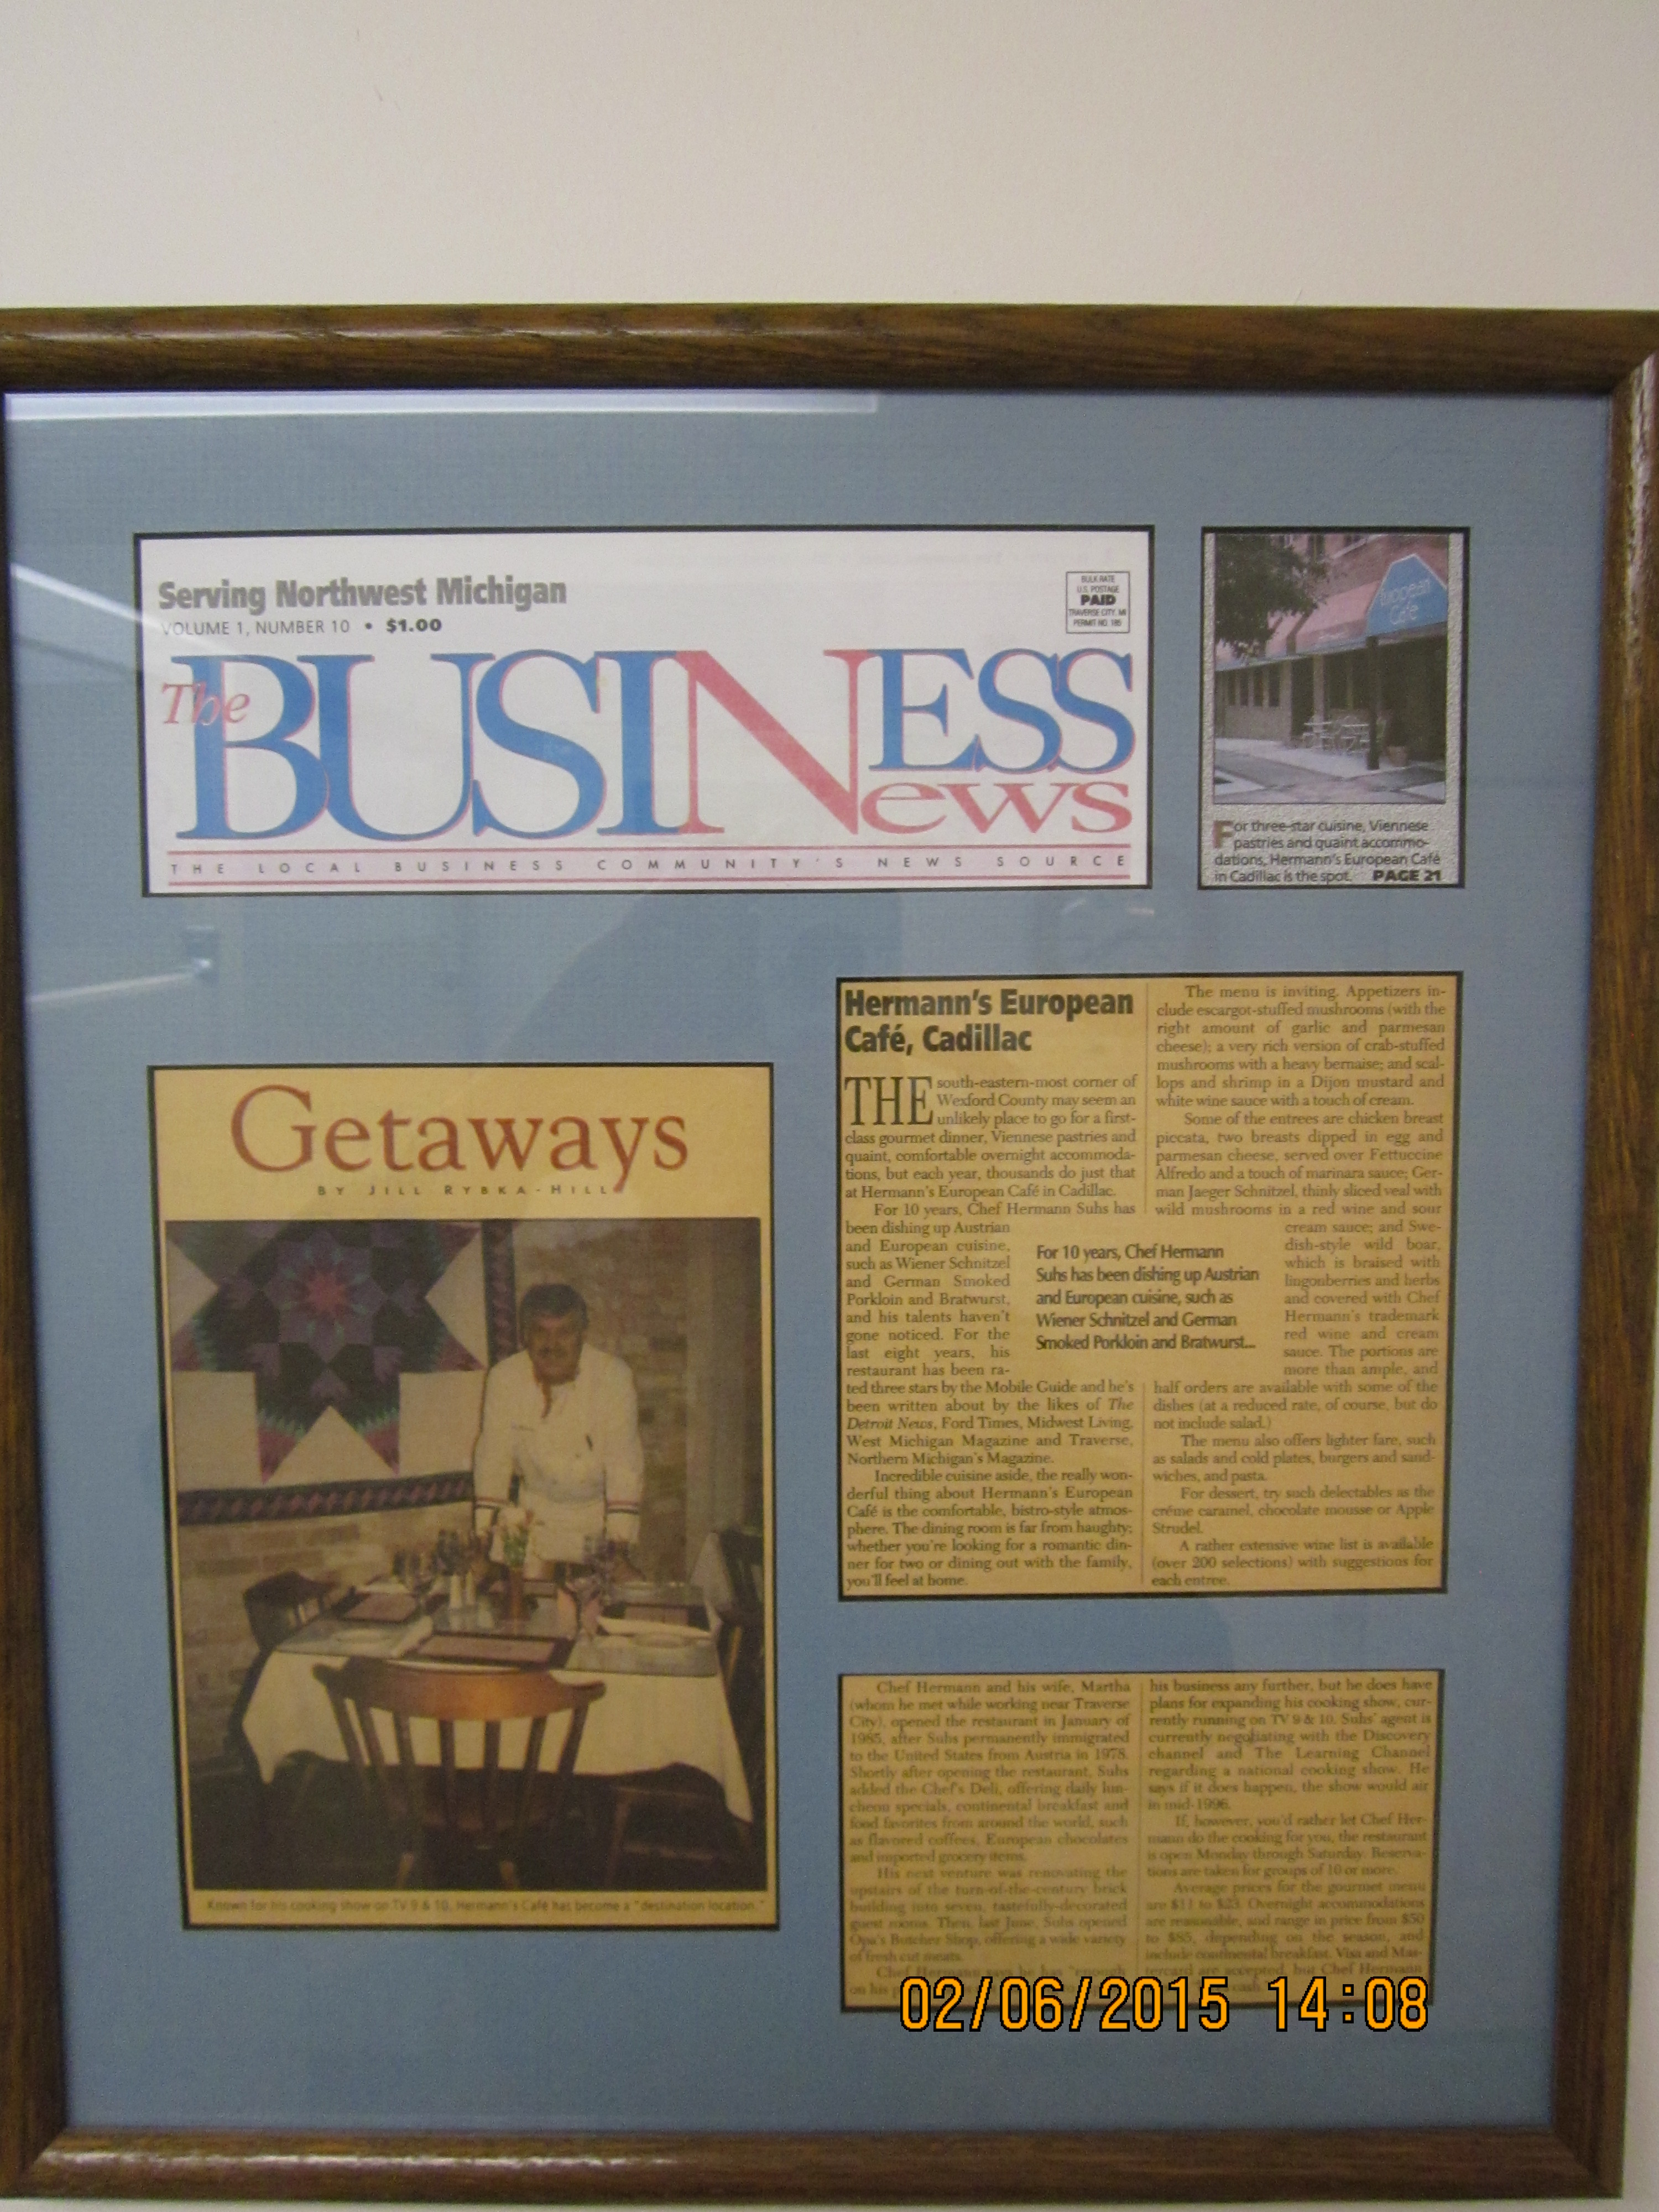 Serving Northwest Michigan
VOLUME 1, NUMBER 10 • $1.00
BULK RATE
U.S. POSTAGE
PAID
TRAVERSE CITY, MI
PERMIT NO. 185
The BUSINESS
News
THE LOCAL BUSINESS COMMUNITY'S NEWS SOURCE
European
Café
For three-star cuisine, Viennese
pastries and quaint accommo-
dations, Hermann's European Café
in Cadillac is the spot. PAGE 21
Getaways
BY JILL RYBKA-HILL
Known for his cooking show on TV 9 & 10, Hermann's Café has become a "destination location."
Hermann's European
Café, Cadillac
THE south-eastern-most corner of
Wexford County may seem an
unlikely place to go for a first-
class gourmet dinner, Viennese pastries and
quaint, comfortable overnight accommoda-
tions, but each year, thousands do just that
at Hermann's European Café in Cadillac.
For 10 years, Chef Hermann Suhs has
been dishing up Austrian
and European cuisine,
such as Wiener Schnitzel
and German Smoked
Porkloin and Bratwurst,
and his talents haven't
gone noticed. For the
last eight years, his
restaurant has been ra-
ted three stars by the Mobile Guide and he's
been written about by the likes of The
Detroit News, Ford Times, Midwest Living,
West Michigan Magazine and Traverse,
Northern Michigan's Magazine.
Incredible cuisine aside, the really won-
derful thing about Hermann's European
Café is the comfortable, bistro-style atmos-
phere. The dining room is far from haughty;
whether you're looking for a romantic din-
ner for two or dining out with the family,
you'll feel at home.
For 10 years, Chef Hermann
Suhs has been dishing up Austrian
and European cuisine, such as
Wiener Schnitzel and German
Smoked Porkloin and Bratwurst...
The menu is inviting. Appetizers in-
clude escargot-stuffed mushrooms (with the
right amount of garlic and parmesan
cheese); a very rich version of crab-stuffed
mushrooms with a heavy bernaise; and scal-
lops and shrimp in a Dijon mustard and
white wine sauce with a touch of cream.
Some of the entrees are chicken breast
piccata, two breasts dipped in egg and
parmesan cheese, served over Fettuccine
Alfredo and a touch of marinara sauce; Ger-
man Jaeger Schnitzel, thinly sliced veal with
wild mushrooms in a red wine and sour
cream sauce; and Swe-
dish-style wild boar,
which is braised with
lingonberries and herbs
and covered with Chef
Hermann's trademark
red wine and cream
sauce. The portions are
more than ample, and
half orders are available with some of the
dishes (at a reduced rate, of course, but do
not include salad.)
The menu also offers lighter fare, such
as salads and cold plates, burgers and sand-
wiches, and pasta.
For dessert, try such delectables as the
créme caramel, chocolate mousse or Apple
Strudel.
A rather extensive wine list is available
(over 200 selections) with suggestions for
each entree.
Chef Hermann and his wife, Martha
(whom he met while working near Traverse
City), opened the restaurant in January of
1985, after Suhs permanently immigrated
to the United States from Austria in 1978.
Shortly after opening the restaurant, Suhs
added the Chef's Deli, offering daily lun-
cheon specials, continental breakfast and
food favorites from around the world, such
as flavored coffees, European chocolates
and imported grocery items.
His next venture was renovating the
upstairs of the turn-of-the-century brick
building into seven, tastefully-decorated
guest rooms. Then, last June, Suhs opened
Opa's Butcher Shop, offering a wide variety
of fresh cut meats.
Chef Hermann says he has "enough
on his
his business any further, but he does have
plans for expanding his cooking show, cur-
rently running on TV 9 & 10. Suhs' agent is
currently negotiating with the Discovery
channel and The Learning Channel
regarding a national cooking show. He
says if it does happen, the show would air
in mid-1996.
If, however, you'd rather let Chef Her-
mann do the cooking for you, the restaurant
is open Monday through Saturday. Reserva-
tions are taken for groups of 10 or more.
Average prices for the gourmet menu
are $11 to $23. Overnight accommodations
are reasonable, and range in price from $50
to $85, depending on the season, and
include continental breakfast. Visa and Mas-
tercard are accepted, but Chef Hermann
02/06/2015 14:08